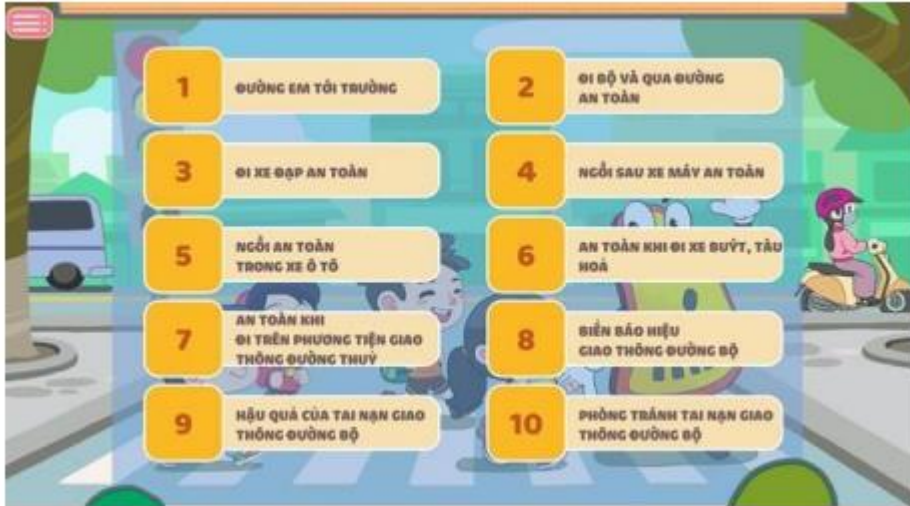 1
ĐƯỜNG EM TỚI TRƯỜNG
2
ĐI BỘ VÀ QUA ĐƯỜNG
AN TOÀN
3
ĐI XE ĐẠP AN TOÀN
4
NGỒI SAU XE MÁY AN TOÀN
5
NGỒI AN TOÀN
TRONG XE Ô TÔ
6
AN TOÀN KHI ĐI XE BUÝT, TÀU
HOẢ
7
AN TOÀN KHI
ĐI TRÊN PHƯƠNG TIỆN GIAO
THÔNG ĐƯỜNG THUỶ
8
BIỂN BÁO HIỆU
GIAO THÔNG ĐƯỜNG BỘ
9
HẬU QUẢ CỦA TAI NẠN GIAO
THÔNG ĐƯỜNG BỘ
10
PHÒNG TRÁNH TAI NẠN GIAO
THÔNG ĐƯỜNG BỘ